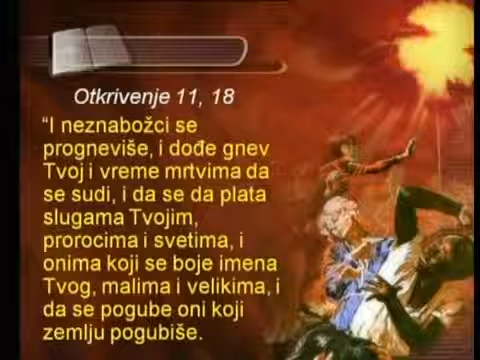 Otkrivenje 11, 18
“I neznabožci se
progneviše, i dođe gnev
Tvoj i vreme mrtvima da
se sudi, i da se da plata
slugama Tvojim,
prorocima i svetima, i
onima koji se boje imena
Tvog, malima i velikima, i
da se pogube oni koji
zemlju pogubiše.